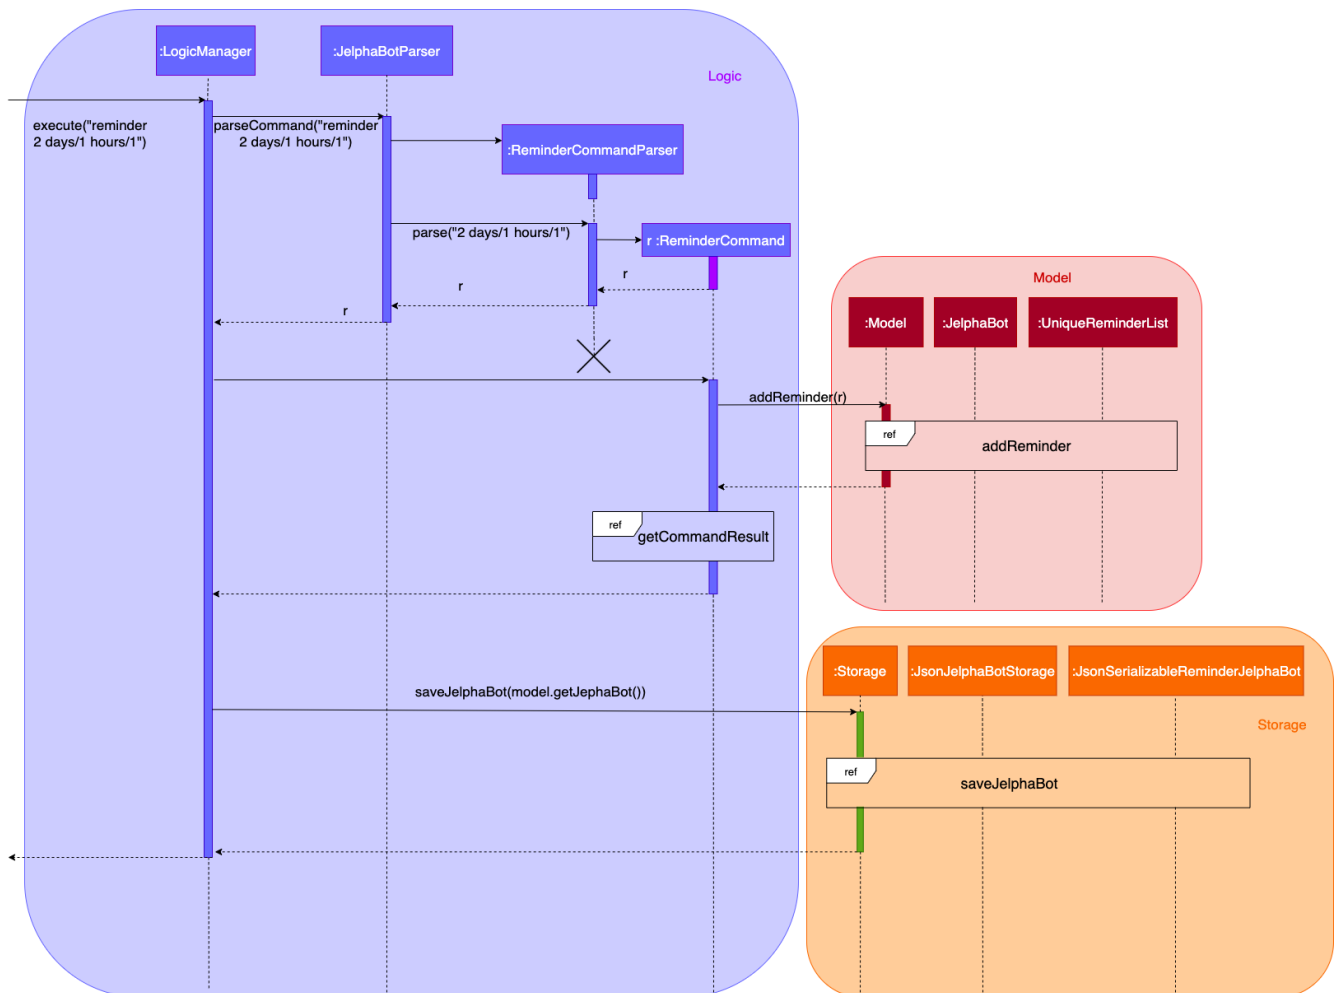 :LogicManager
:JelphaBotParser
Logic
execute("reminder
2 days/1 hours/1")
parseCommand("reminder
2 days/1 hours/1")
:ReminderCommandParser
parse("2 days/1 hours/1")
r :ReminderCommand
r
r
r
Model
:Model
:JelphaBot
:UniqueReminderList
addReminder(r)
ref
addReminder
ref
getCommandResult
:Storage
:JsonJelphaBotStorage
:JsonSerializableReminderJelphaBot
saveJelphaBot(model.getJephaBot())
Storage
ref
saveJelphaBot